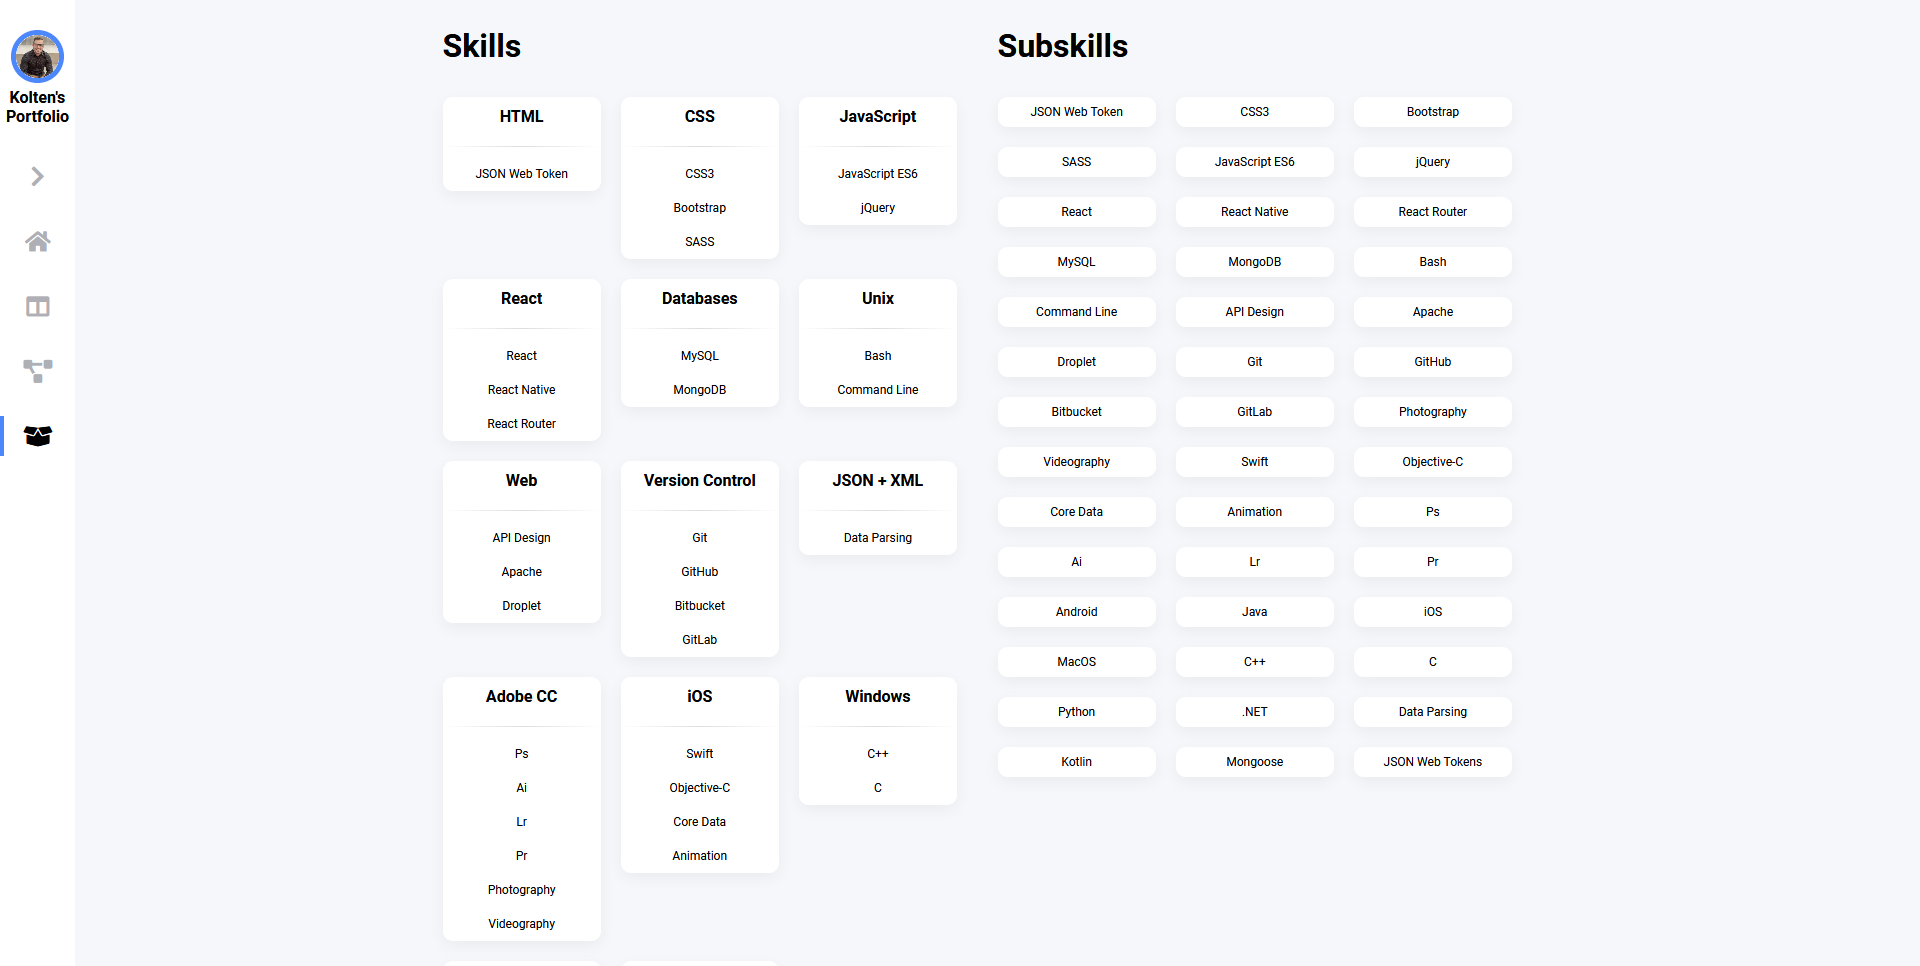 Kolten's
Portfolio
Skills
HTML
JSON Web Token
CSS
CSS3
Bootstrap
SASS
JavaScript
JavaScript ES6
jQuery
React
React
React Native
React Router
Databases
MySQL
MongoDB
Unix
Bash
Command Line
Web
API Design
Apache
Droplet
Version Control
Git
GitHub
Bitbucket
GitLab
JSON + XML
Data Parsing
Adobe CC
Ps
Ai
Lr
Pr
Photography
Videography
iOS
Swift
Objective-C
Core Data
Animation
Windows
C++
C
Subskills
JSON Web Token
CSS3
Bootstrap
SASS
JavaScript ES6
jQuery
React
React Native
React Router
MySQL
MongoDB
Bash
Command Line
API Design
Apache
Droplet
Git
GitHub
Bitbucket
GitLab
Photography
Videography
Swift
Objective-C
Core Data
Animation
Ps
Ai
Lr
Pr
Android
Java
iOS
MacOS
C++
C
Python
.NET
Data Parsing
Kotlin
Mongoose
JSON Web Tokens